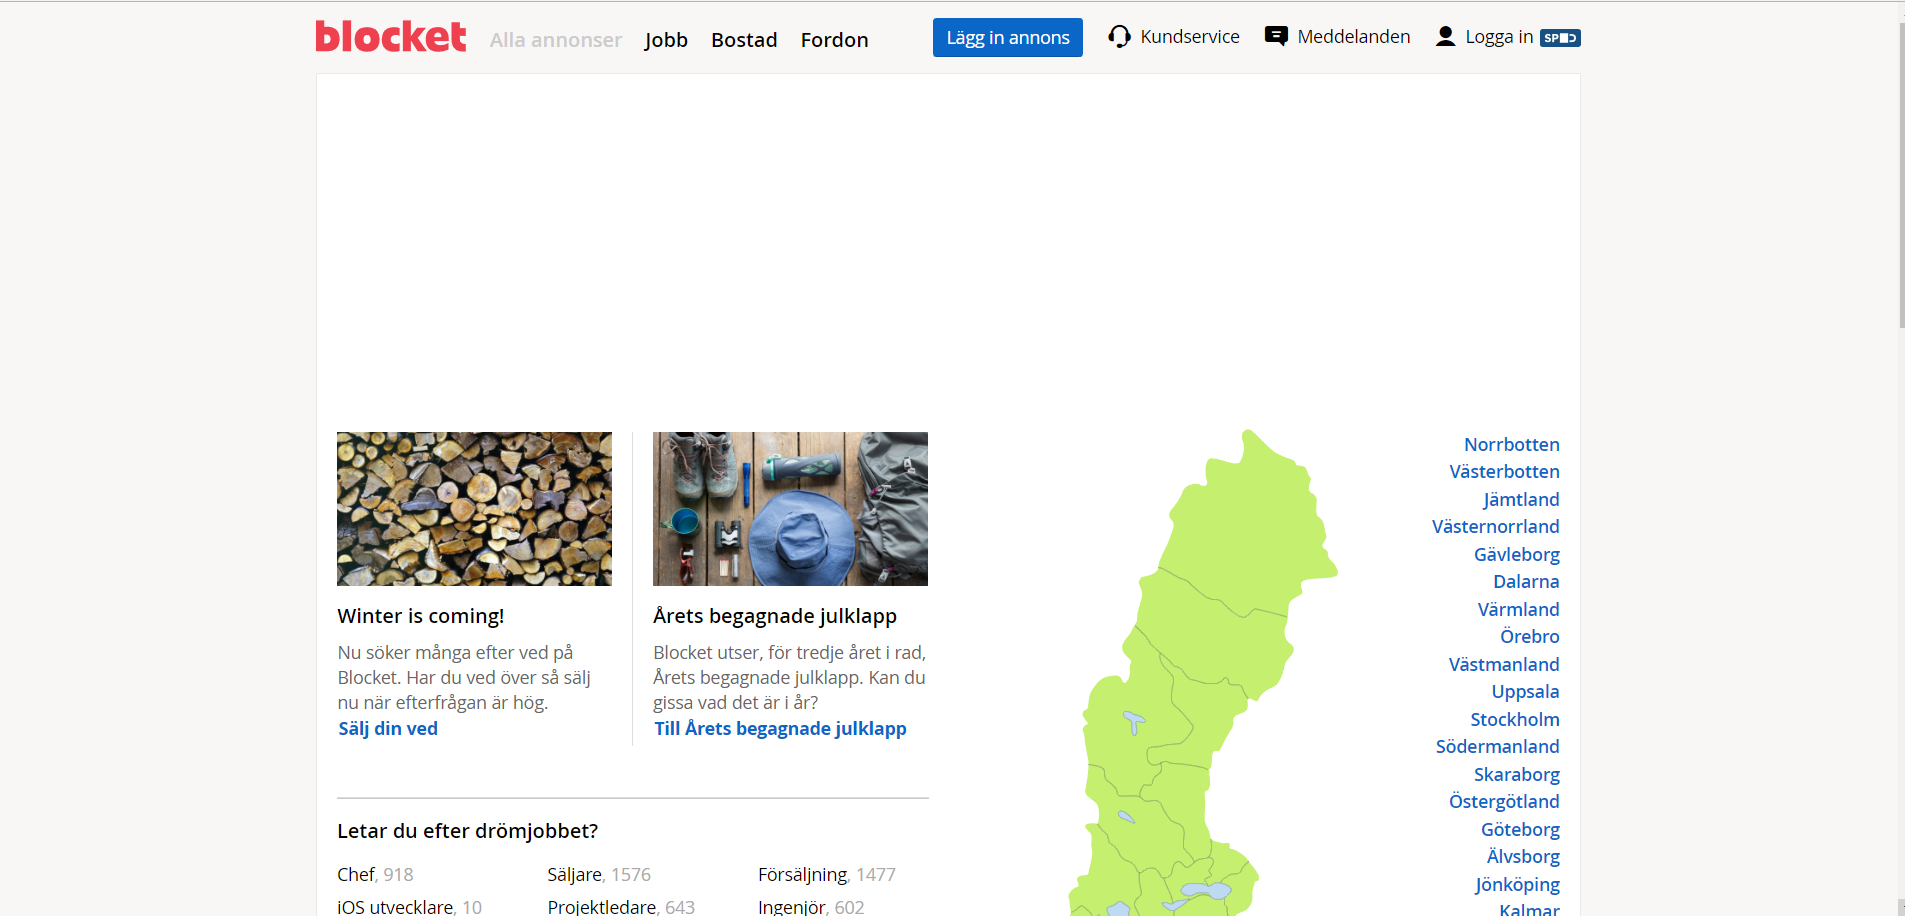 blocket Alla annonser Jobb Bostad Fordon Lägg in annons Kundservice Meddelanden Logga in SPID
Winter is coming!
Nu söker många efter ved på
Blocket. Har du ved över så sälj
nu när efterfrågan är hög.
Sälj din ved
Årets begagnade julklapp
Blocket utser, för tredje året i rad,
Årets begagnade julklapp. Kan du
gissa vad det är i år?
Till Årets begagnade julklapp
Letar du efter drömjobbet?
Chef, 918 Säljare, 1576 Försäljning, 1477
iOS utvecklare, 10 Projektledare, 643 Ingenjör, 602
Norrbotten
Västerbotten
Jämtland
Västernorrland
Gävleborg
Dalarna
Värmland
Örebro
Västmanland
Uppsala
Stockholm
Södermanland
Skaraborg
Östergötland
Göteborg
Älvsborg
Jönköping
Kalmar